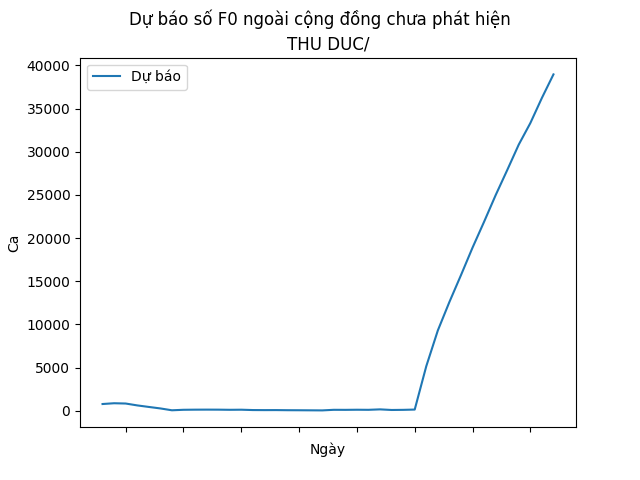 Dự báo số F0 ngoài cộng đồng chưa phát hiện
THU DUC/
Dự báo
40000
35000
30000
25000
20000
15000
10000
5000
0
Ca
Ngày